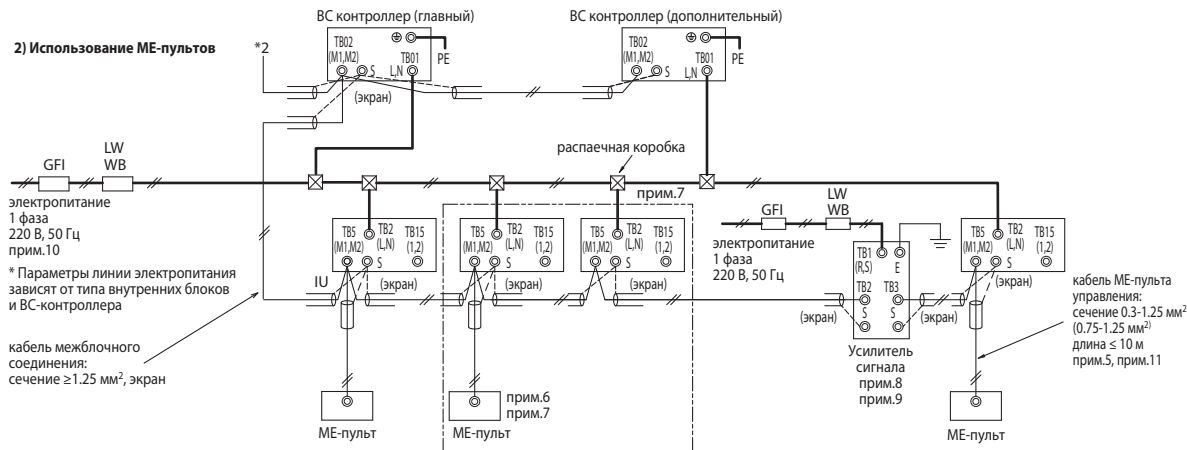 2) Использование МЕ-пультов
*2
ВС контроллер (главный)
ВС контроллер (дополнительный)
TB02
(M1,M2)
S
TB01
L,N
PE
(экран)
TB02
(M1,M2)
S
TB01
L,N
PE
распаечная коробка
GFI
LW
WB
электропитание
1 фаза
220 В, 50 Гц
прим.10
* Параметры линии электропитания
зависят от типа внутренних блоков
и ВС-контроллера
кабель межблочного
соединения:
сечение ≥1.25 мм², экран
прим.7
IU
TB5
(M1,M2)
TB2
(L,N)
TB15
(1,2)
S
(экран)
TB5
(M1,M2)
TB2
(L,N)
TB15
(1,2)
S
(экран)
TB5
(M1,M2)
TB2
(L,N)
TB15
(1,2)
S
(экран)
МЕ-пульт
МЕ-пульт
прим.6
прим.7
GFI
LW
WB
электропитание
1 фаза
220 В, 50 Гц
TB1
(R,S)
E
TB2
TB3
S
S
(экран)
(экран)
Усилитель
сигнала
прим.8
прим.9
TB5
(M1,M2)
TB2
(L,N)
TB15
(1,2)
S
(экран)
МЕ-пульт
кабель МЕ-пульта
управления:
сечение 0.3-1.25 мм²
(0.75-1.25 мм²)
длина ≤ 10 м
прим.5, прим.11